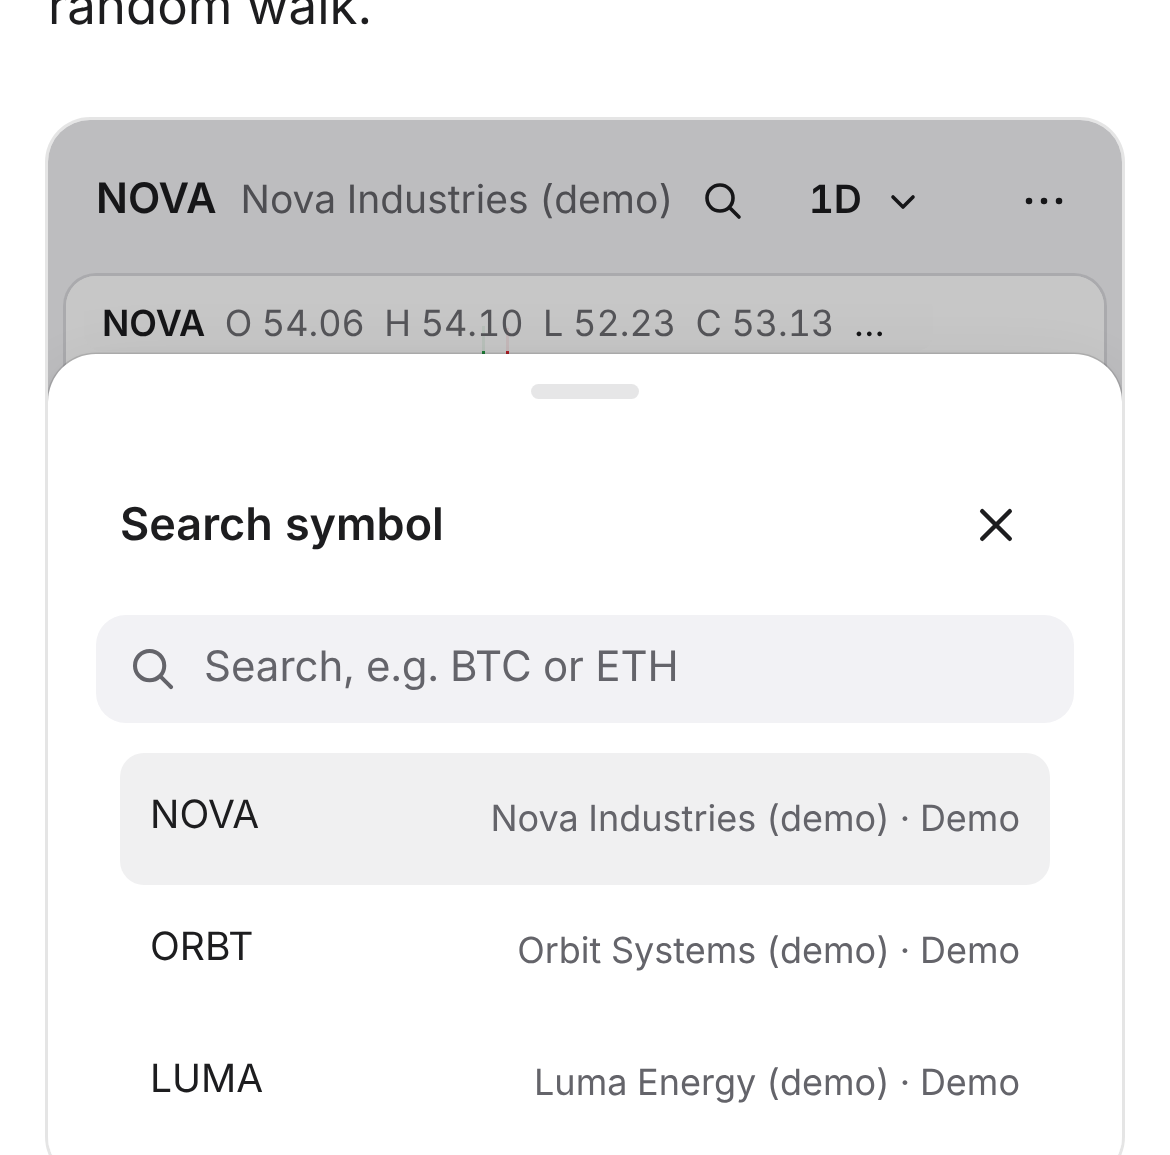 random walk.
NOVA Nova Industries (demo) 1D ...
NOVA O 54.06 H 54.10 L 52.23 C 53.13 ...
Search symbol
Search, e.g. BTC or ETH
NOVA Nova Industries (demo) · Demo
ORBT Orbit Systems (demo) · Demo
LUMA Luma Energy (demo) · Demo